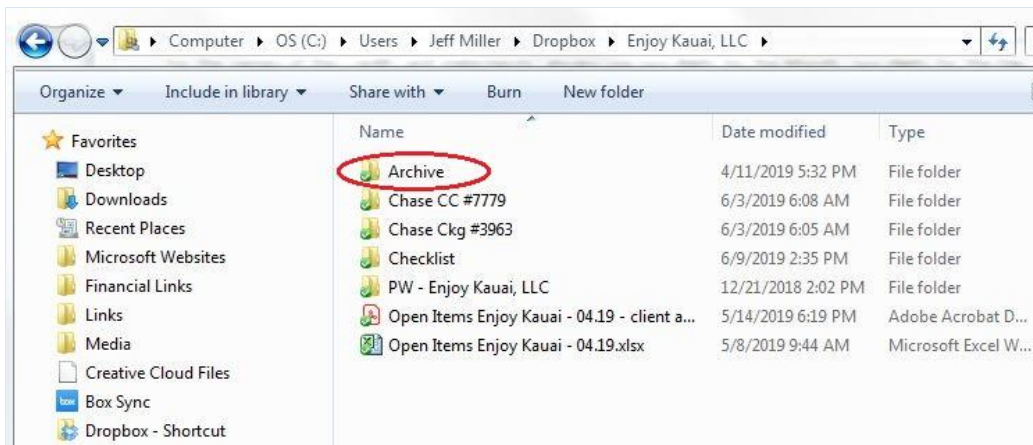 Computer ▸ OS (C:) ▸ Users ▸ Jeff Miller ▸ Dropbox ▸ Enjoy Kauai, LLC ▸
Organize ▾ Include in library ▾ Share with ▾ Burn New folder
Favorites
Desktop
Downloads
Recent Places
Microsoft Websites
Financial Links
Links
Media
Creative Cloud Files
box Box Sync
Dropbox - Shortcut
Name Date modified Type
Archive 4/11/2019 5:32 PM File folder
Chase CC #7779 6/3/2019 6:08 AM File folder
Chase Ckg #3963 6/3/2019 6:05 AM File folder
Checklist 6/9/2019 2:35 PM File folder
PW - Enjoy Kauai, LLC 12/21/2018 2:02 PM File folder
Open Items Enjoy Kauai - 04.19 - client a... 5/14/2019 6:19 PM Adobe Acrobat D...
Open Items Enjoy Kauai - 04.19.xlsx 5/8/2019 9:44 AM Microsoft Excel W...